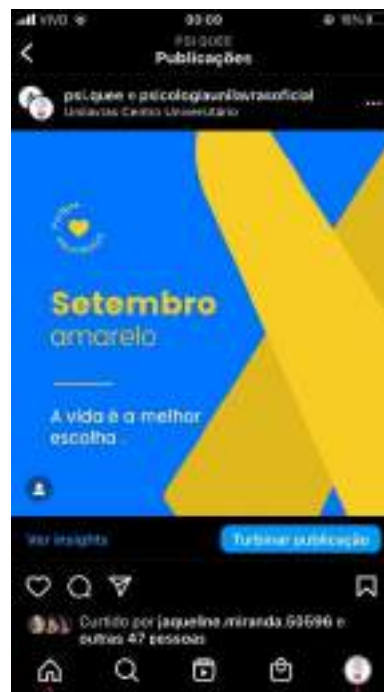 VIVO
00:00
Publicações
psi.quee e psicologiaunilavrasoficial
Unilavras Centro Universitário
Setembro
amarelo
A vida é a melhor
escolha
Ver insights
Turbinar publicação
Curtido por jaqueline.miranda.50596 e
outras 47 pessoas